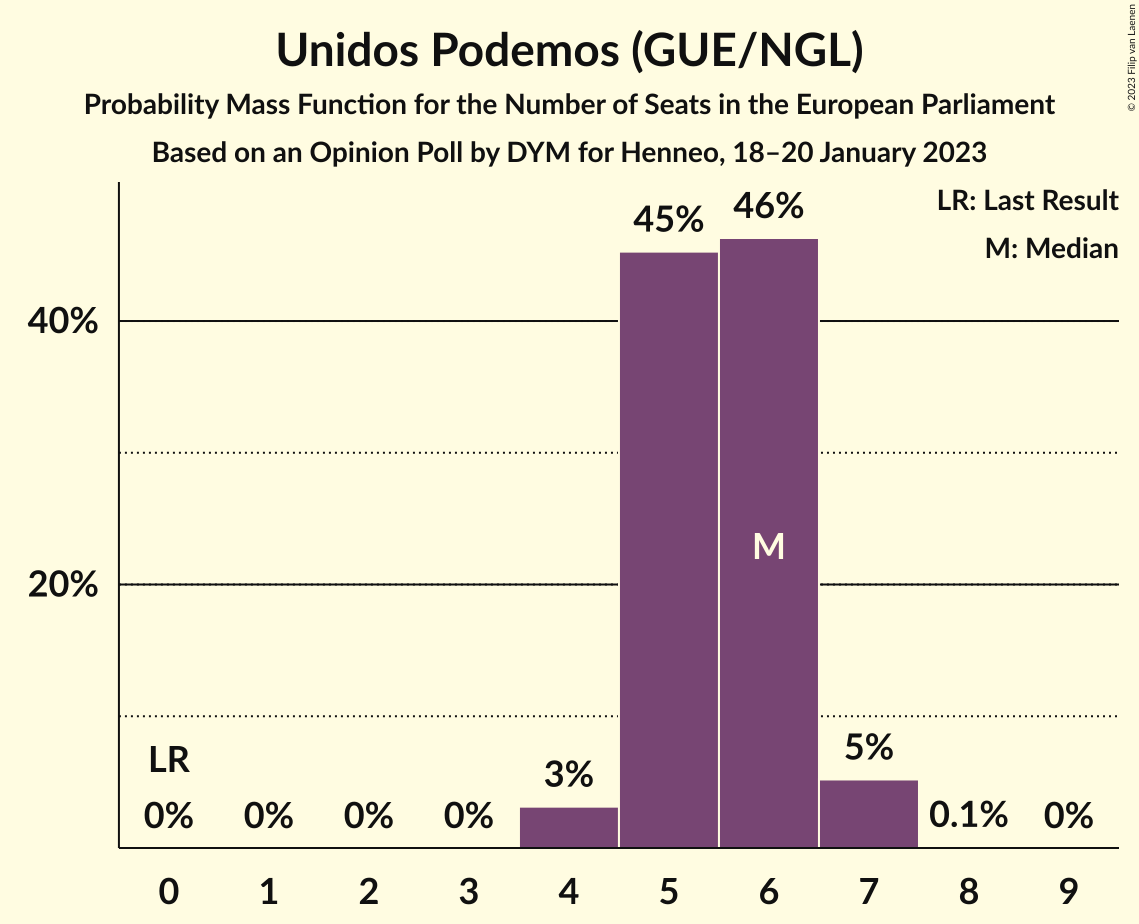 Unidos Podemos (GUE/NGL)
Probability Mass Function for the Number of Seats in the European Parliament
Based on an Opinion Poll by DYM for Henneo, 18–20 January 2023
© 2023 Filip van Laenen
LR: Last Result
M: Median
45%
46%
40%
M
20%
LR
0%
0%
0%
0%
3%
5%
0.1%
0%
0 1 2 3 4 5 6 7 8 9